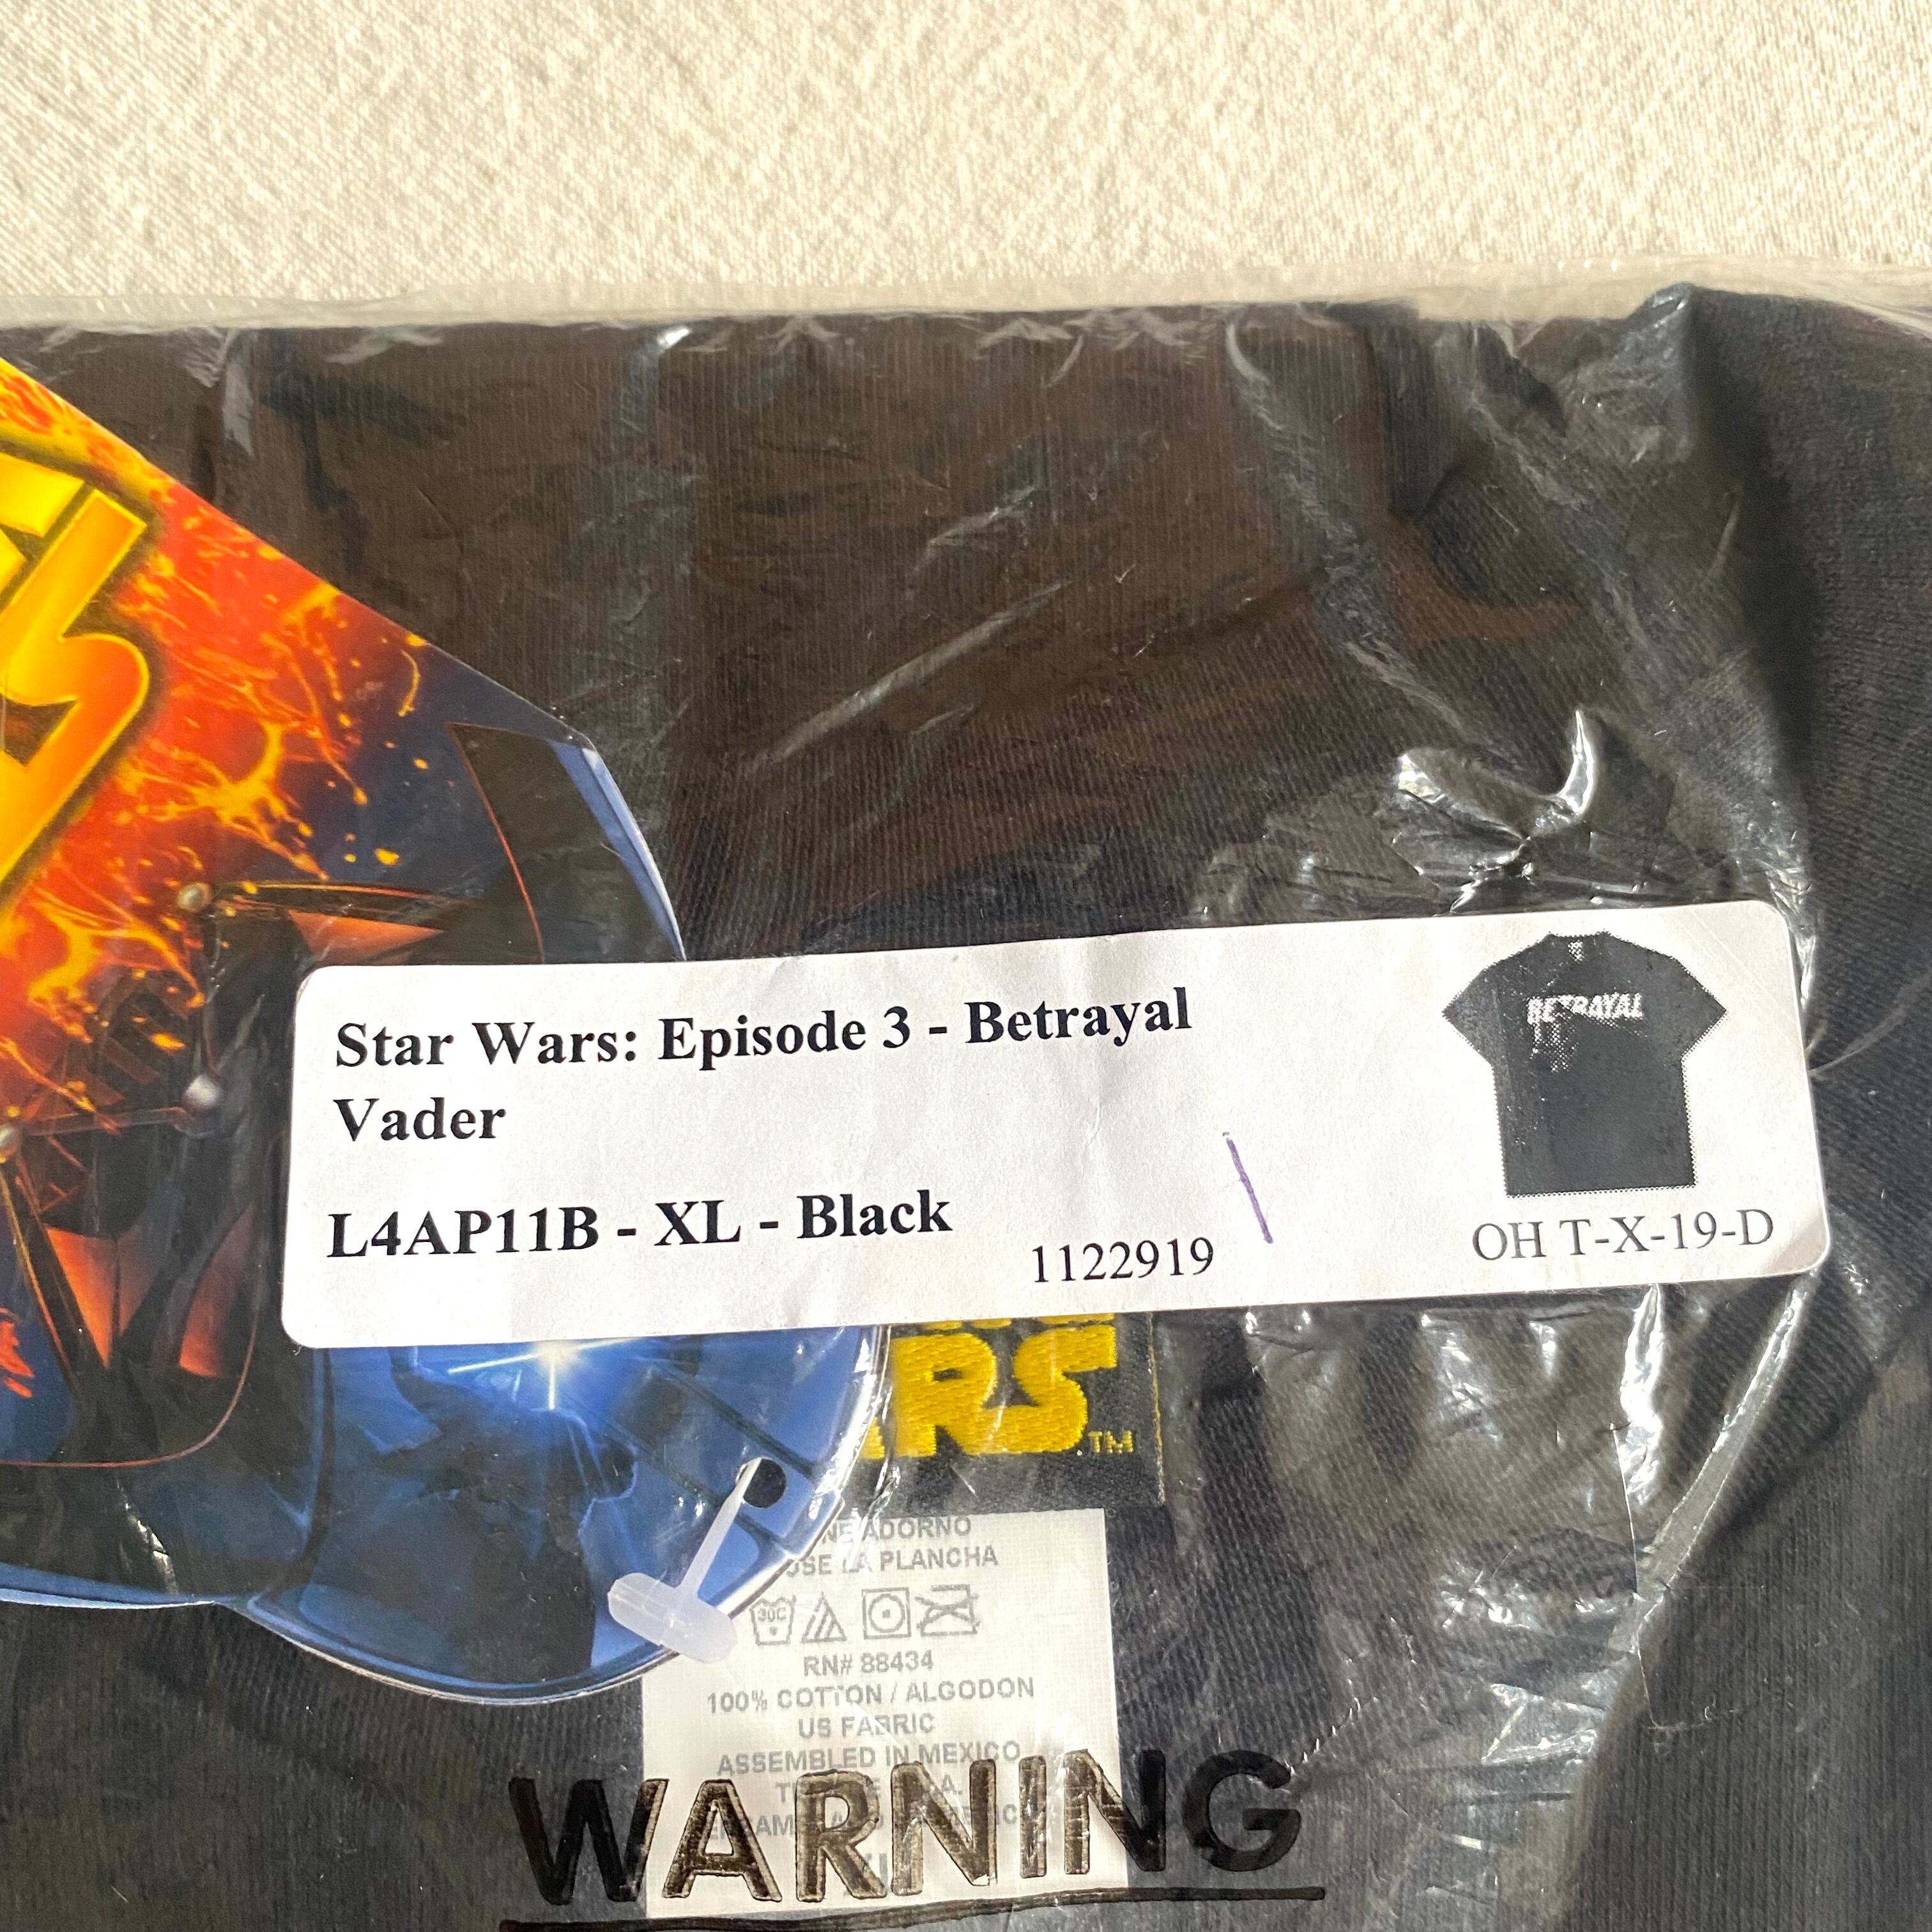 Star Wars: Episode 3 - Betrayal
Vader
BETRAYAL
L4AP11B - XL - Black
1122919
OH T-X-19-D
RS™
ADORNO
LA PLANCHA
30C
RN# 88434
100% COTTON / ALGODON
US FABRIC
ASSEMBLED IN MEXICO
WARNING